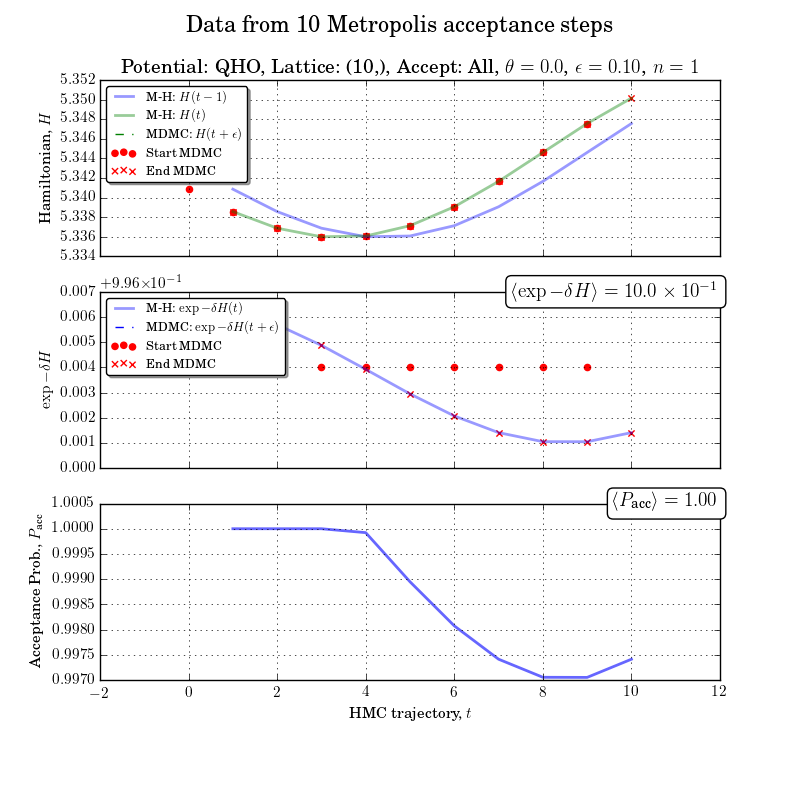 Data from 10 Metropolis acceptance steps
Potential: QHO, Lattice: (10,), Accept: All, θ = 0.0, ϵ = 0.10, n = 1
5.352
5.350
5.348
5.346
5.344
5.342
5.340
5.338
5.336
5.334
Hamiltonian, H
M-H: H(t − 1)
M-H: H(t)
MDMC: H(t + ϵ)
Start MDMC
End MDMC
+9.96×10⁻¹
⟨exp −δH⟩ = 10.0 × 10⁻¹
0.007
0.006
0.005
0.004
0.003
0.002
0.001
0.000
exp −δH
M-H: exp −δH(t)
MDMC: exp −δH(t + ϵ)
Start MDMC
End MDMC
⟨P_acc⟩ = 1.00
1.0005
1.0000
0.9995
0.9990
0.9985
0.9980
0.9975
0.9970
Acceptance Prob., P_acc
−2 0 2 4 6 8 10 12
HMC trajectory, t